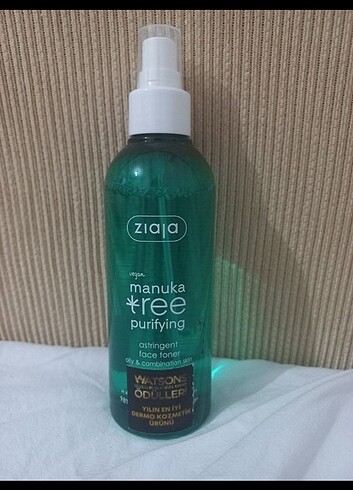 ziaja
vegan
manuka
tree
purifying
astringent
face toner
oily & combination skin
WATSONS
ÖDÜLLERİ
YILIN EN İYİ
DERMO KOZMETİK
ÜRÜNÜ